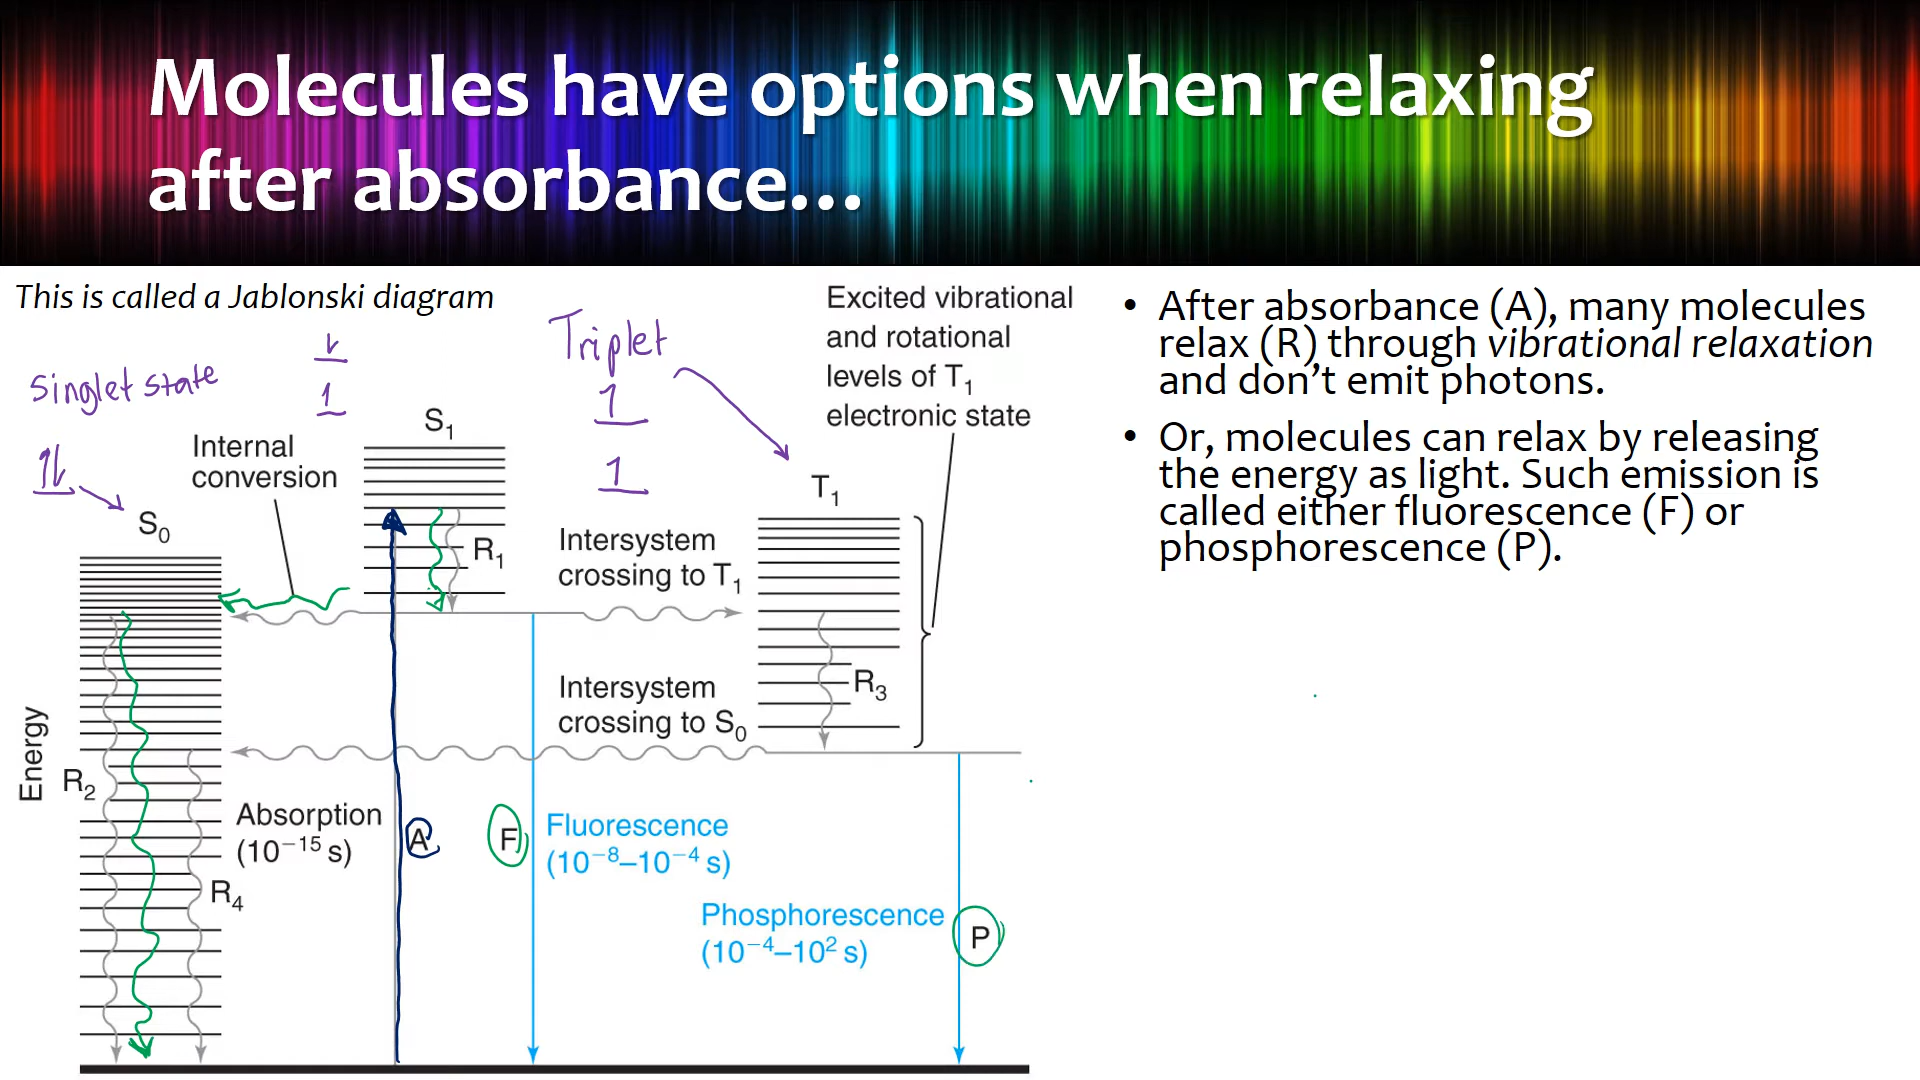 Molecules have options when relaxing
after absorbance...
This is called a Jablonski diagram
Singlet state
1
1
Triplet
1
1
Excited vibrational
and rotational
levels of T₁
electronic state
S₁
Internal
conversion
S₀
T₁
R₁
Intersystem
crossing to T₁
R₃
Intersystem
crossing to S₀
Energy
R₂
Absorption
(10⁻¹⁵ s)
A
F
Fluorescence
(10⁻⁸–10⁻⁴ s)
R₄
Phosphorescence
(10⁻⁴–10² s)
P
• After absorbance (A), many molecules
relax (R) through vibrational relaxation
and don't emit photons.
• Or, molecules can relax by releasing
the energy as light. Such emission is
called either fluorescence (F) or
phosphorescence (P).